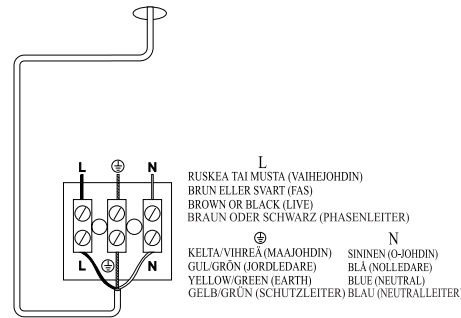 L ⏚ N
L ⏚ N
L
RUSKEA TAI MUSTA (VAIHEJOHDIN)
BRUN ELLER SVART (FAS)
BROWN OR BLACK (LIVE)
BRAUN ODER SCHWARZ (PHASENLEITER)
⏚
KELTA/VIHREÄ (MAAJOHDIN)
GUL/GRÖN (JORDLEDARE)
YELLOW/GREEN (EARTH)
GELB/GRÜN (SCHUTZLEITER)
N
SININEN (O-JOHDIN)
BLÅ (NOLLEDARE)
BLUE (NEUTRAL)
BLAU (NEUTRALLEITER)